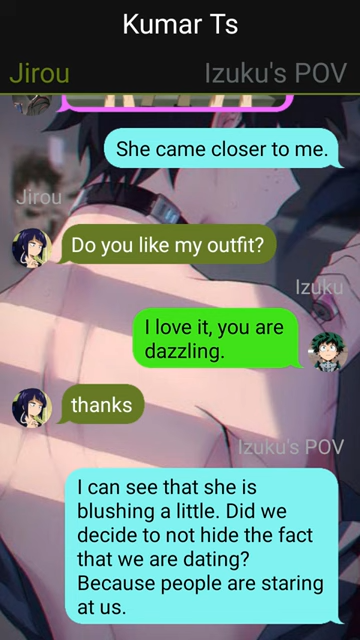 Kumar Ts
Jirou
Izuku's POV
She came closer to me.
Jirou
Do you like my outfit?
Izuku
I love it, you are
dazzling.
thanks
Izuku's POV
I can see that she is
blushing a little. Did we
decide to not hide the fact
that we are dating?
Because people are staring
at us.